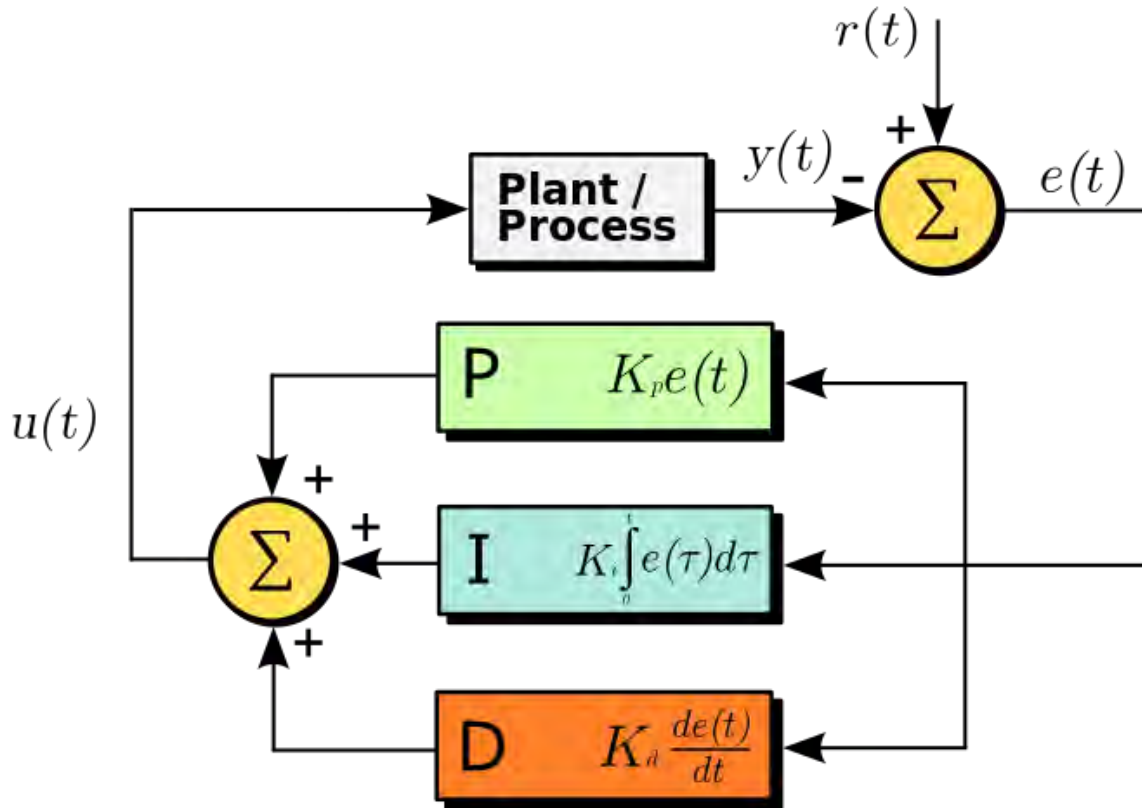 r(t)
+
Plant /
Process
y(t)
-
Σ
e(t)
P K_p e(t)
u(t)
+
+
Σ
I K_i ∫_0^t e(τ)dτ
+
D K_d de(t)/dt